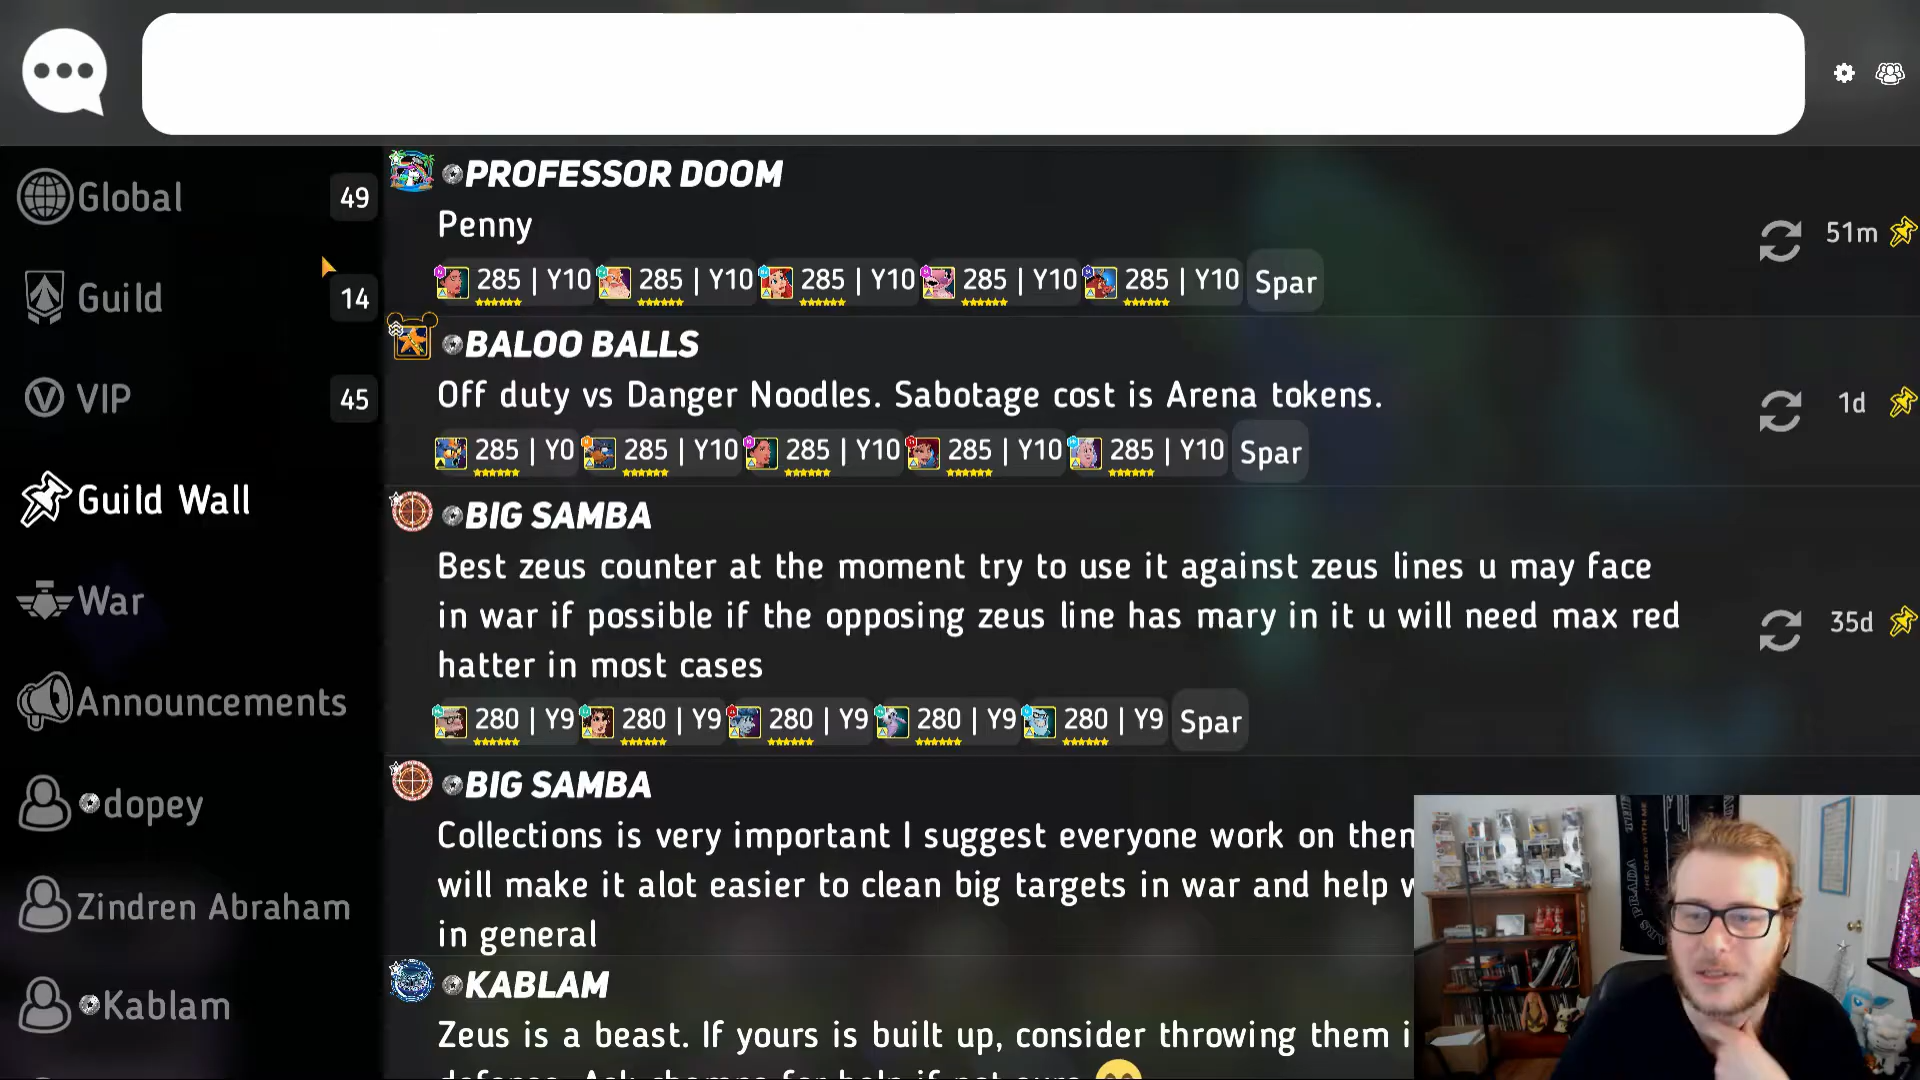 Global 49
Guild 14
VIP 45
Guild Wall
War
Announcements
dopey
Zindren Abraham
Kablam
PROFESSOR DOOM
Penny
285 | Y10 285 | Y10 285 | Y10 285 | Y10 285 | Y10 Spar
51m
BALOO BALLS
Off duty vs Danger Noodles. Sabotage cost is Arena tokens.
285 | Y0 285 | Y10 285 | Y10 285 | Y10 285 | Y10 Spar
1d
BIG SAMBA
Best zeus counter at the moment try to use it against zeus lines u may face
in war if possible if the opposing zeus line has mary in it u will need max red
hatter in most cases
35d
280 | Y9 280 | Y9 280 | Y9 280 | Y9 280 | Y9 Spar
BIG SAMBA
Collections is very important I suggest everyone work on
will make it alot easier to clean big targets in war and help
in general
KABLAM
Zeus is a beast. If yours is built up, consider throwing them